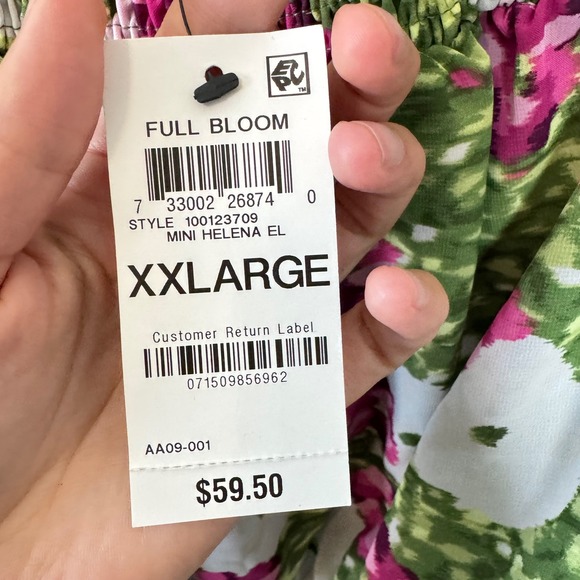 EPC™
FULL BLOOM
7 33002 26874 0
STYLE 100123709
MINI HELENA EL
XXLARGE
Customer Return Label
071509856962
AA09-001
$59.50